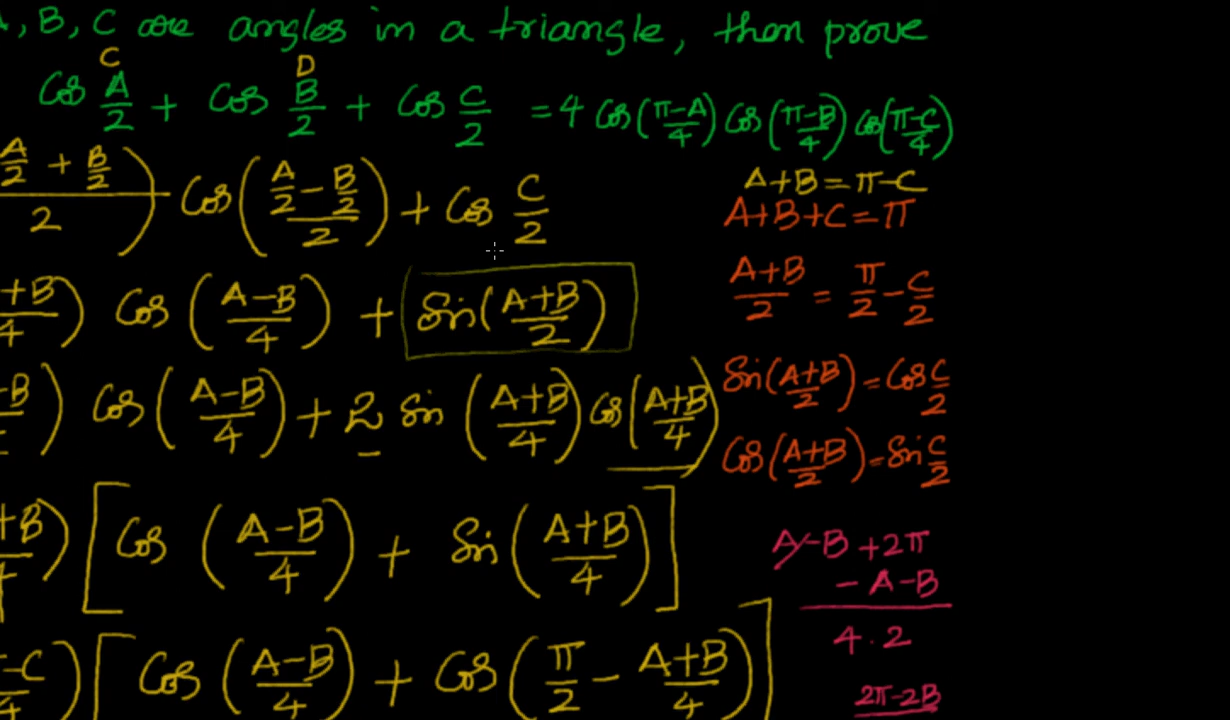 A, B, C are angles in a triangle, then prove
C D
Cos A/2 + Cos B/2 + Cos C/2 = 4 Cos(π-A/4) Cos(π-B/4) Cos(π-C/4)
A/2 + B/2 / 2) Cos(A/2 - B/2 / 2) + Cos C/2
A+B=π-C
A+B+C=π
+B/4) Cos(A-B/4) + Sin(A+B/2)
A+B/2 = π/2 - C/2
-B/) Cos(A-B/4) + 2 Sin(A+B/4) Cos(A+B/4)
Sin(A+B/2)=Cos C/2
Cos(A+B/2)=Sin C/2
+B/4) [Cos(A-B/4) + Sin(A+B/4)]
A-B+2π
-A-B
4.2
-C/4) [Cos(A-B/4) + Cos(π/2 - A+B/4)]
2π-2B